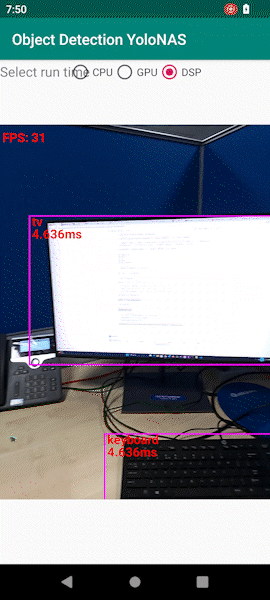 7:50
Object Detection YoloNAS
Select run time CPU GPU DSP
FPS: 31
tv
4.636ms
keyboard
4.636ms